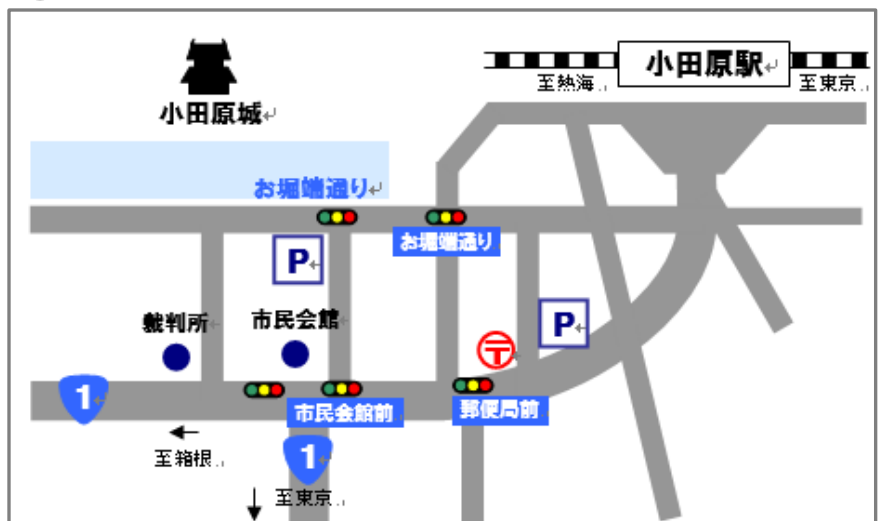 小田原城
小田原駅
至熱海
至東京
お堀端通り
お堀端通り
P
裁判所
市民会館
P
〒
1
市民会館前
郵便局前
至箱根
1
至東京